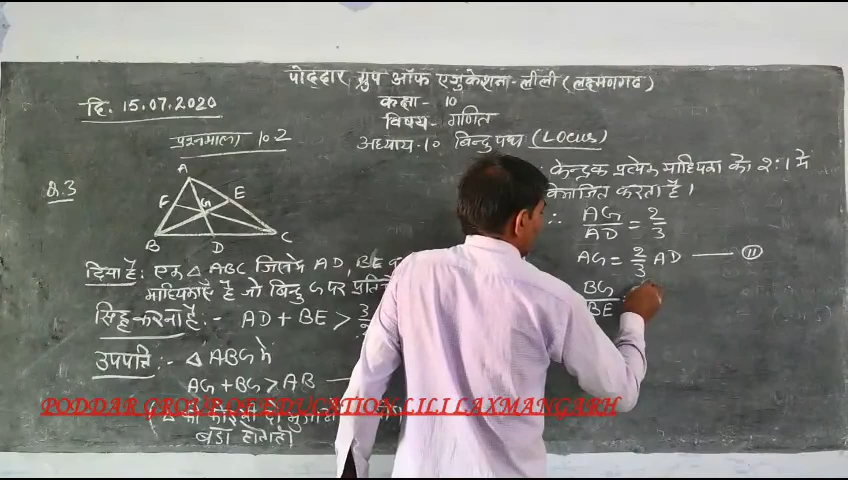 पोद्दार ग्रुप ऑफ एजुकेशन-लीली (लक्ष्मणगढ)
दि. 15.07.2020
कक्षा- 10
विषय- गणित
अध्याय-10 बिन्दुपथ (Locus)
प्रश्नमाला 10.2
प्र.3
A
F
E
G
B
D
C
दिया है: एक △ ABC जिसमें AD, BE
माध्यिकाएँ है जो बिन्दु G पर
सिद्ध करना है:- AD + BE > 3
उपपत्ति:- △ ABG में
AG + BG > AB —
बडा होता है)
केन्द्रक प्रत्येक माध्यिका को 2:1 में
विभाजित करता है।
∴ AG/AD = 2/3
AG = 2/3 AD —— (II)
BG/BE
PODDAR GROUP OF EDUCATION LILI LAXMANGARH